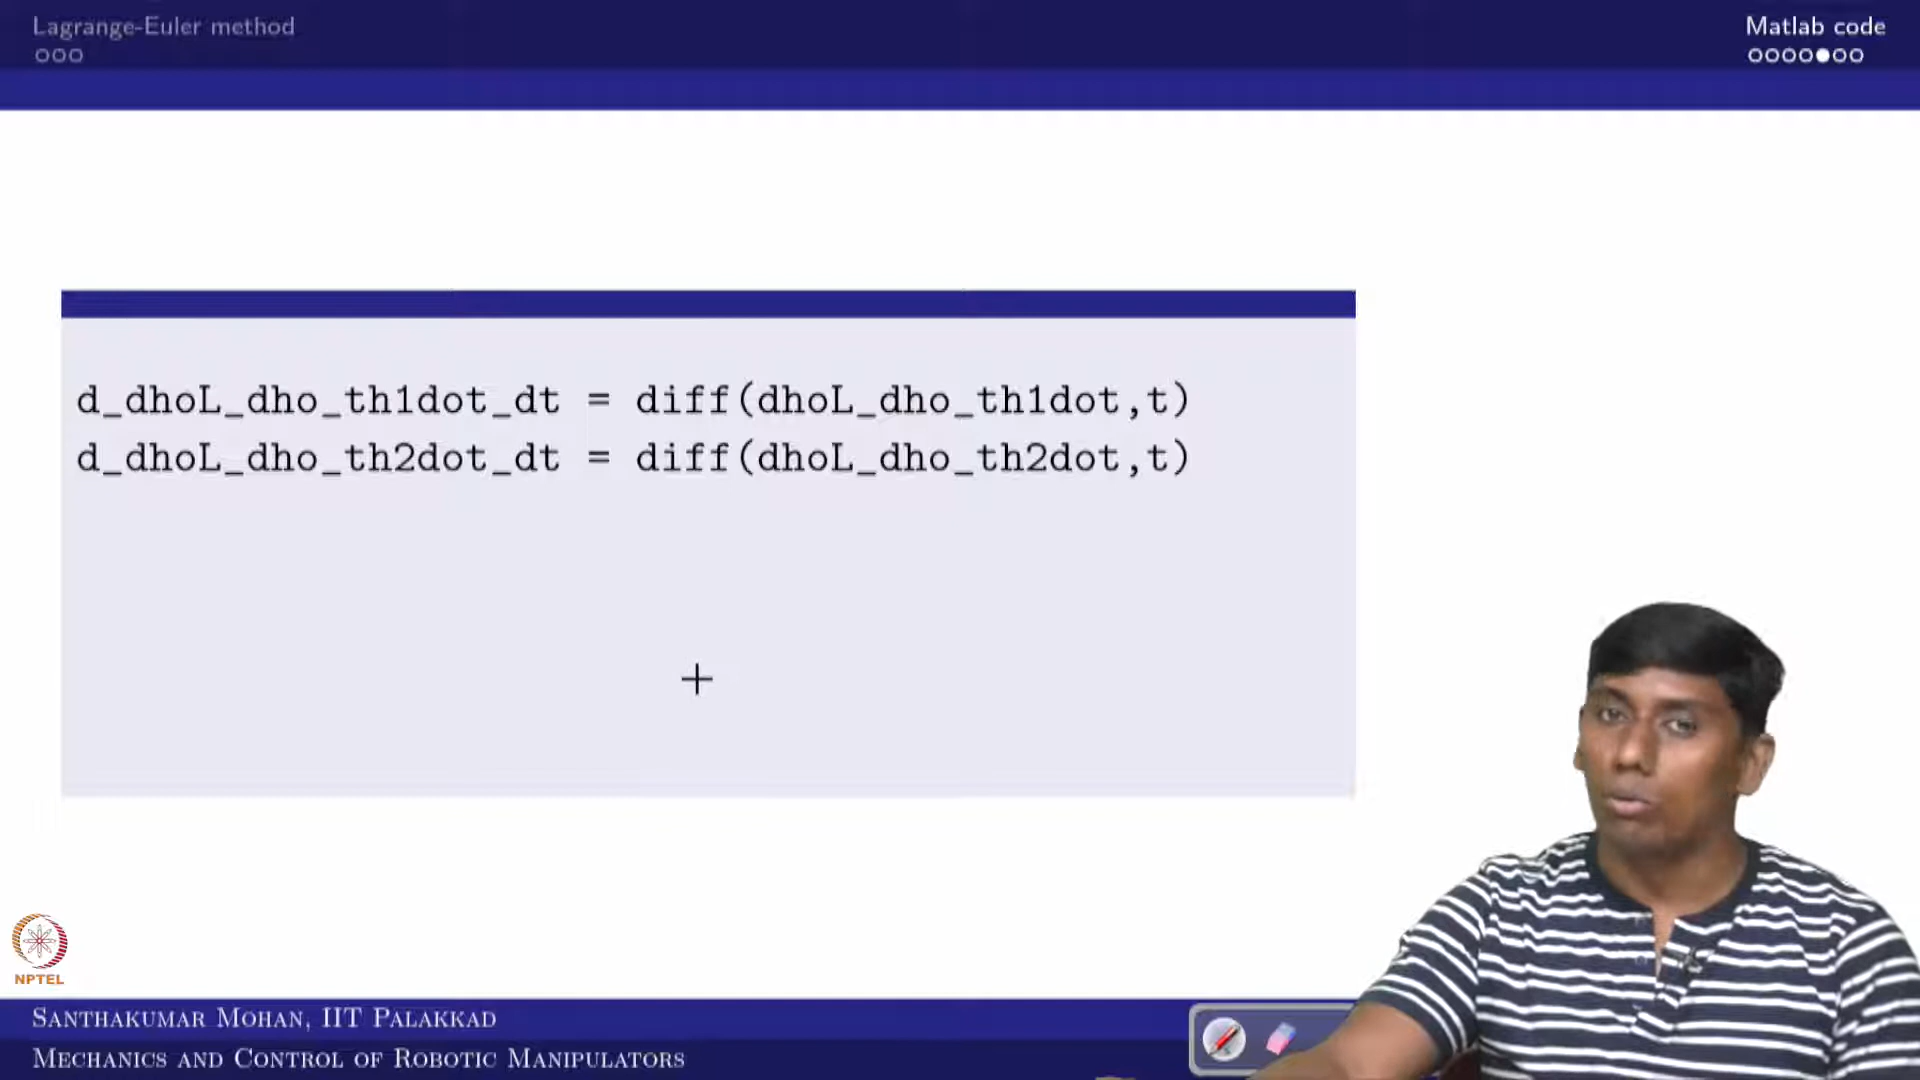 Lagrange-Euler method
Matlab code
d_dhoL_dho_th1dot_dt = diff(dhoL_dho_th1dot,t)
d_dhoL_dho_th2dot_dt = diff(dhoL_dho_th2dot,t)
NPTEL
Santhakumar Mohan, IIT Palakkad
Mechanics and Control of Robotic Manipulators